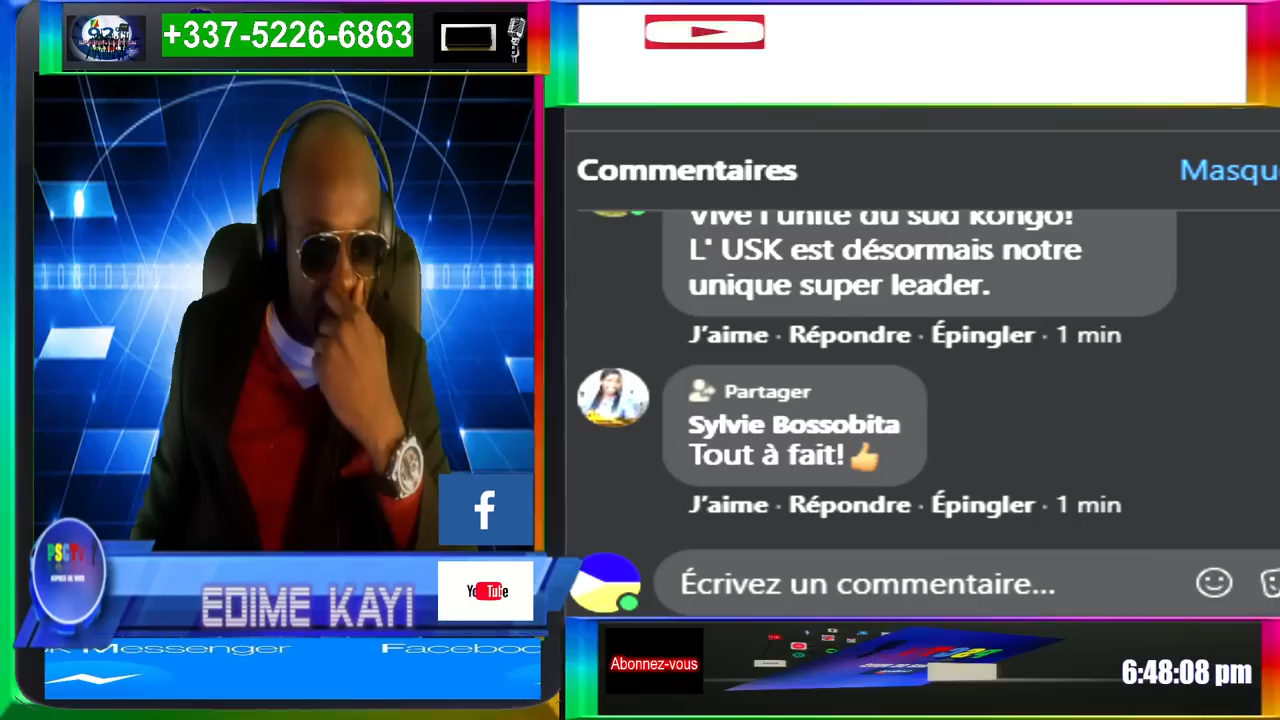 +337-5226-6863
Commentaires
Masqu
Vive l'unité du sud kongo!
L' USK est désormais notre
unique super leader.
J'aime · Répondre · Épingler · 1 min
Partager
Sylvie Bossobita
Tout à fait!👍
J'aime · Répondre · Épingler · 1 min
Écrivez un commentaire...
f
PSCTV
YouTube
EDIME KAYI
Messenger
Faceboo
Abonnez-vous
6:48:08 pm